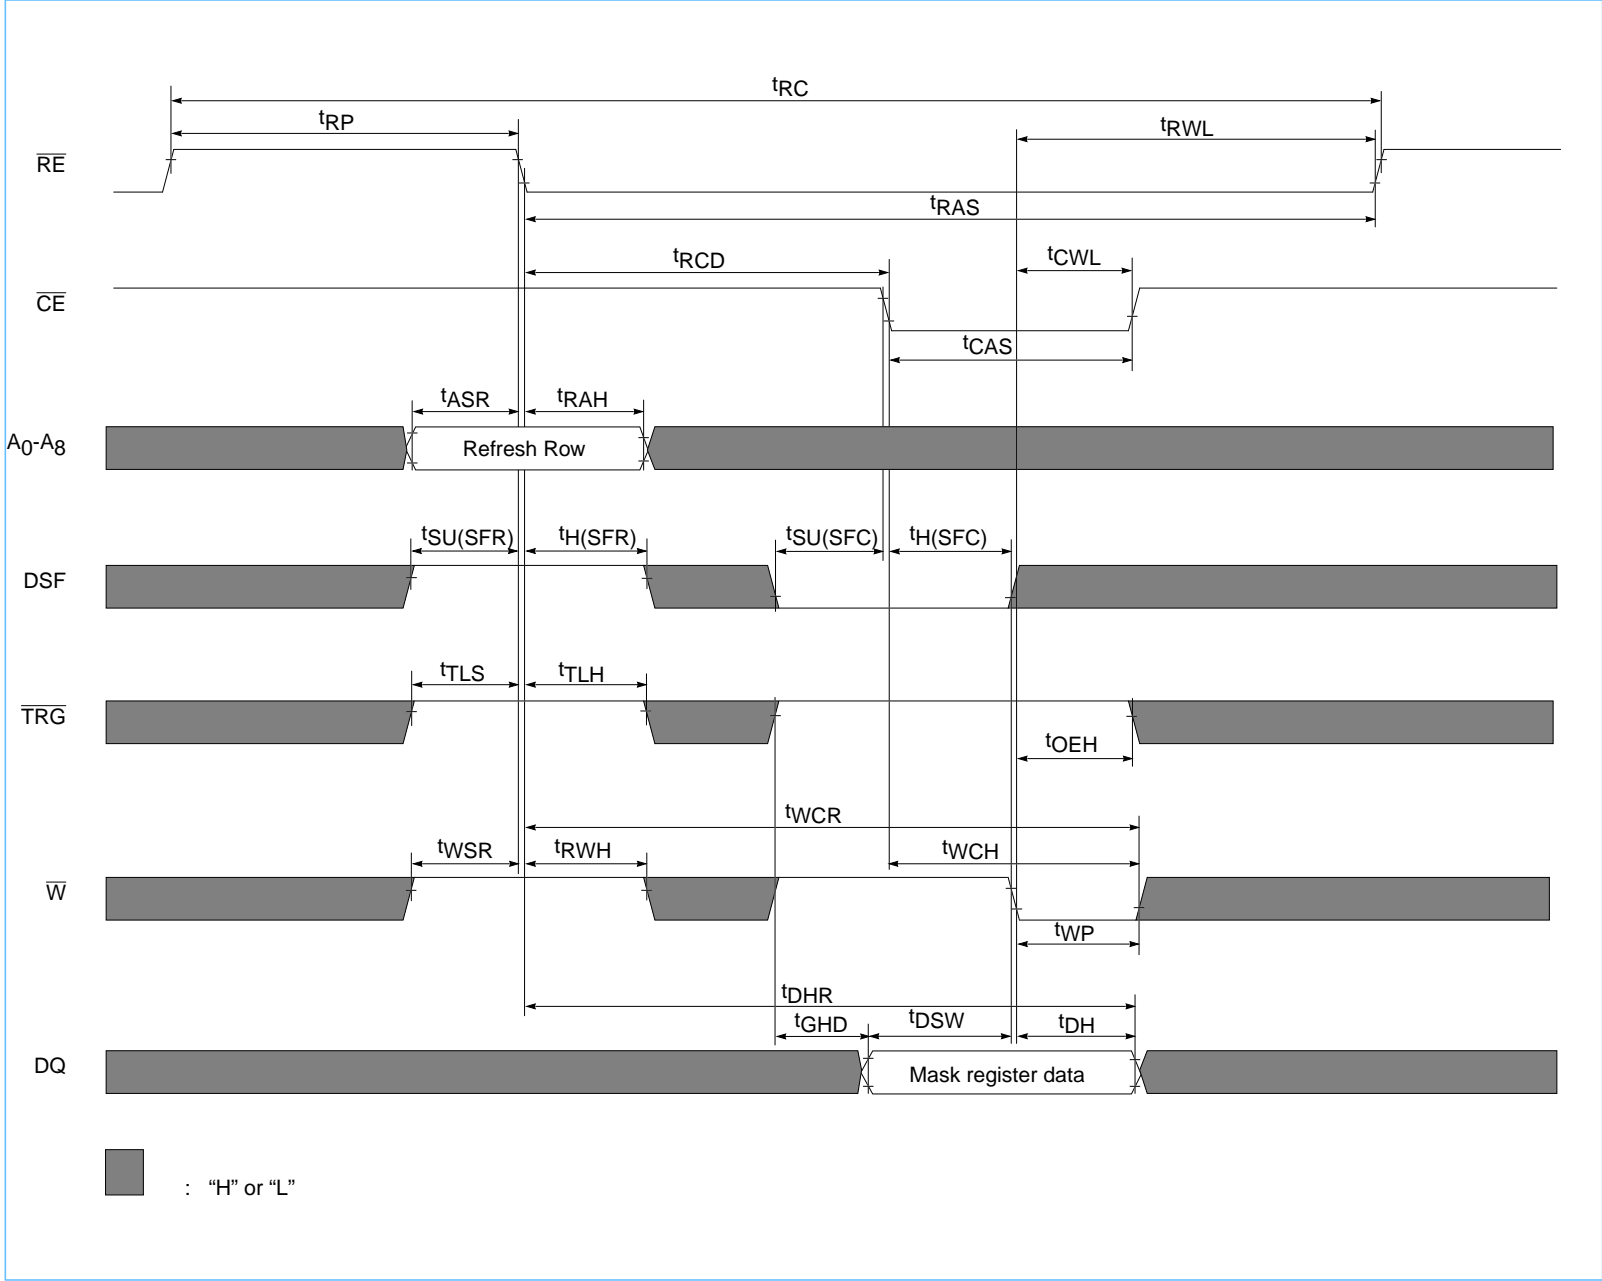 tRC
tRP
tRWL
RE
tRAS
tRCD
tCWL
CE
tCAS
tASR
tRAH
A0-A8
Refresh Row
tSU(SFR)
tH(SFR)
tSU(SFC)
tH(SFC)
DSF
tTLS
tTLH
TRG
tOEH
tWCR
tWSR
tRWH
tWCH
W
tWP
tDHR
tGHD
tDSW
tDH
DQ
Mask register data
: “H” or “L”